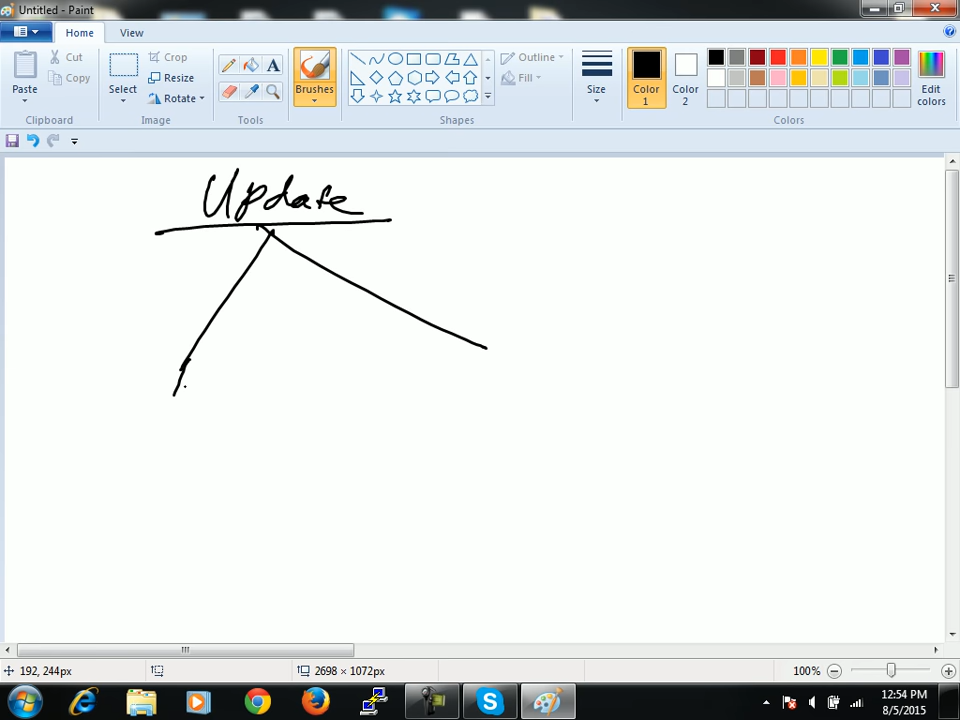 Untitled - Paint
Home View
Cut
Copy
Paste
Clipboard
Select
Crop
Resize
Rotate
Image
A
Tools
Brushes
Outline
Fill
Shapes
Size
Color 1
Color 2
Edit colors
Colors
Update
192, 244px
2698 × 1072px
100%
12:54 PM
8/5/2015